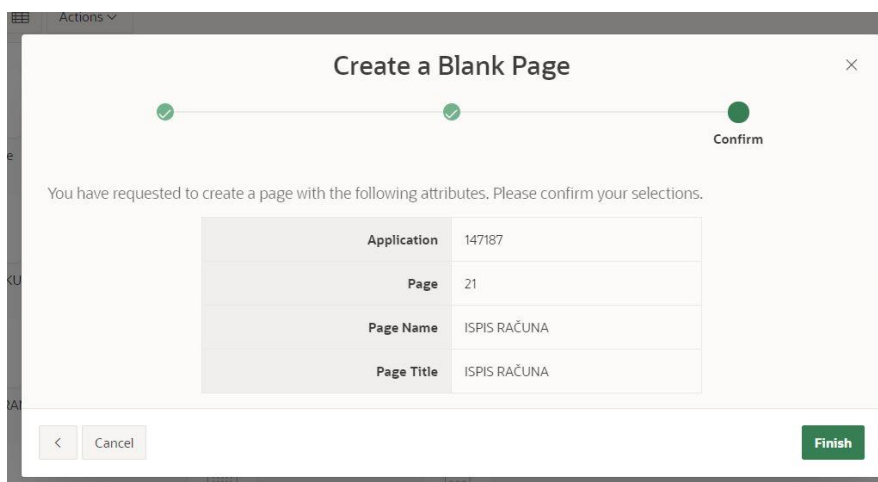 Actions
Create a Blank Page
Confirm
You have requested to create a page with the following attributes. Please confirm your selections.
Application 147187
Page 21
Page Name ISPIS RAČUNA
Page Title ISPIS RAČUNA
Cancel
Finish